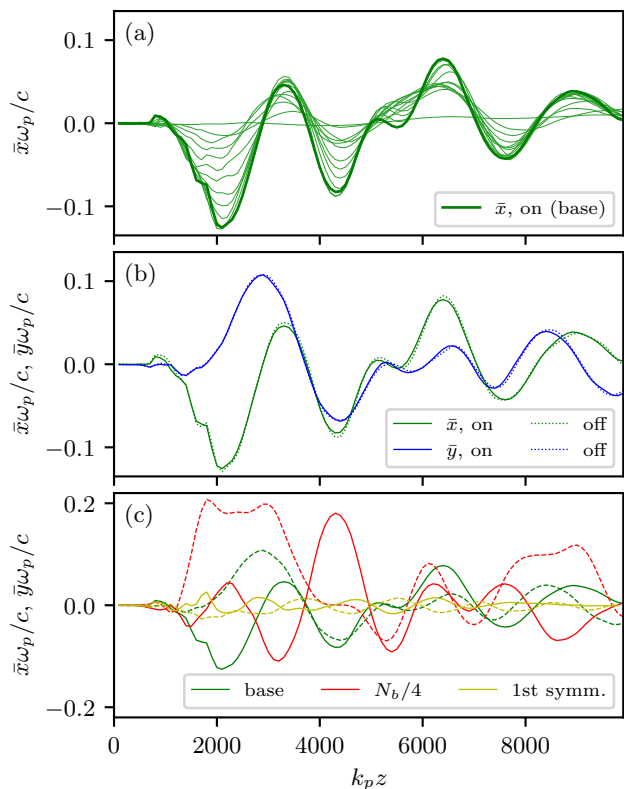 (a)
0.1
0.0
−0.1
x̄ω_p/c
x̄, on (base)
(b)
0.1
0.0
−0.1
x̄ω_p/c, ȳω_p/c
x̄, on off
ȳ, on off
(c)
0.2
0.0
−0.2
x̄ω_p/c, ȳω_p/c
base N_b/4 1st symm.
0 2000 4000 6000 8000
k_p z